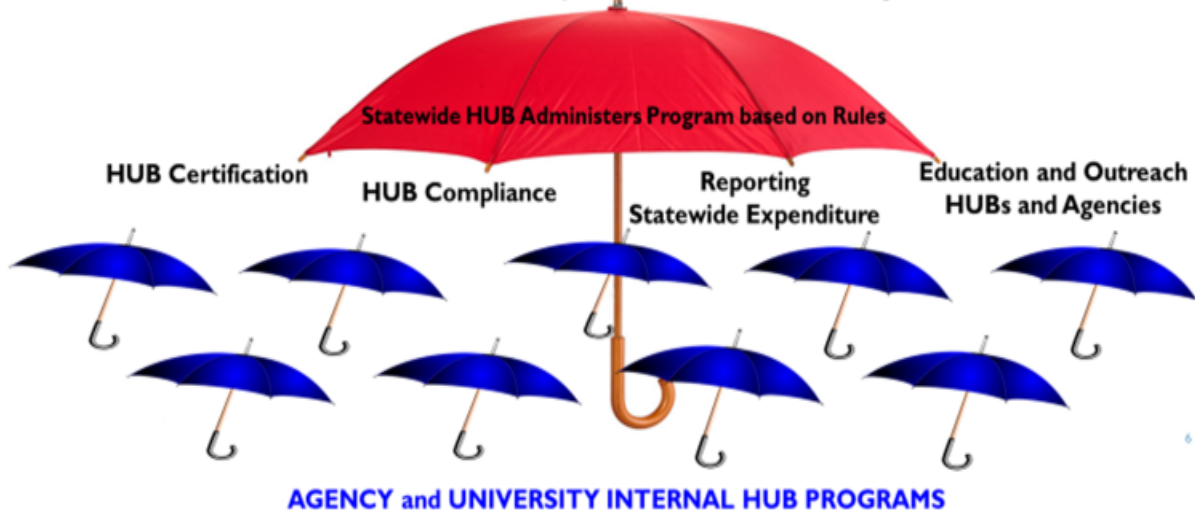 Statewide HUB Administers Program based on Rules
HUB Certification
HUB Compliance
Reporting
Statewide Expenditure
Education and Outreach
HUBs and Agencies
6
AGENCY and UNIVERSITY INTERNAL HUB PROGRAMS